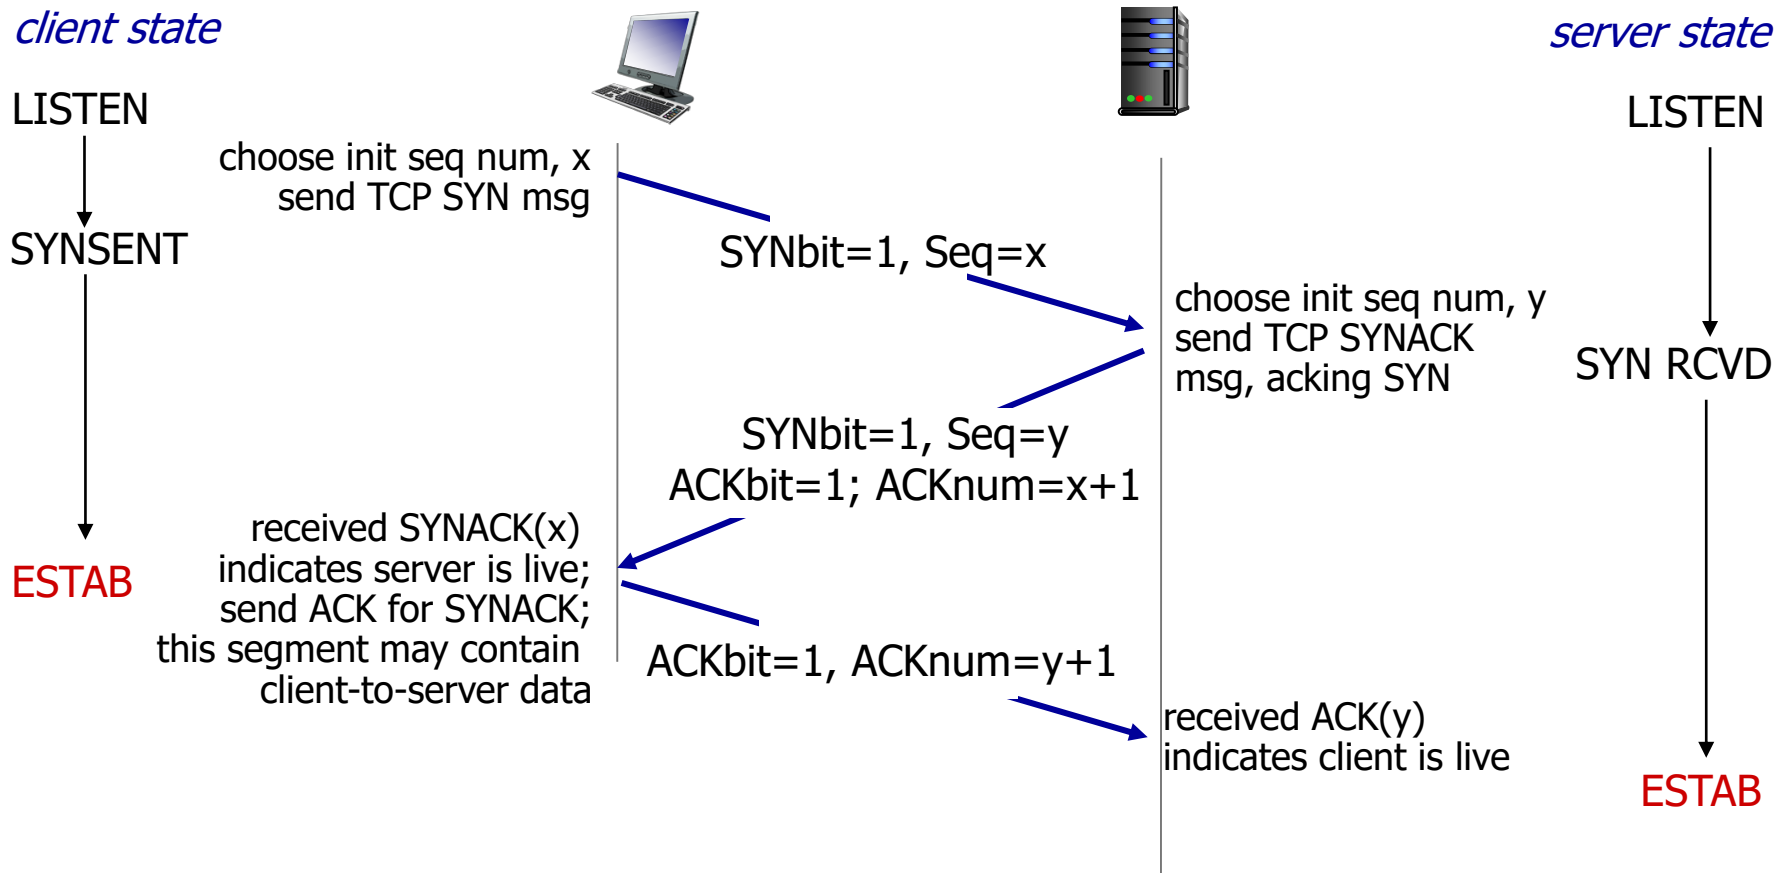 client state
server state
LISTEN
LISTEN
choose init seq num, x
send TCP SYN msg
SYNSENT
SYNbit=1, Seq=x
choose init seq num, y
send TCP SYNACK
msg, acking SYN
SYN RCVD
SYNbit=1, Seq=y
ACKbit=1; ACKnum=x+1
received SYNACK(x)
indicates server is live;
send ACK for SYNACK;
this segment may contain
client-to-server data
ESTAB
ACKbit=1, ACKnum=y+1
received ACK(y)
indicates client is live
ESTAB